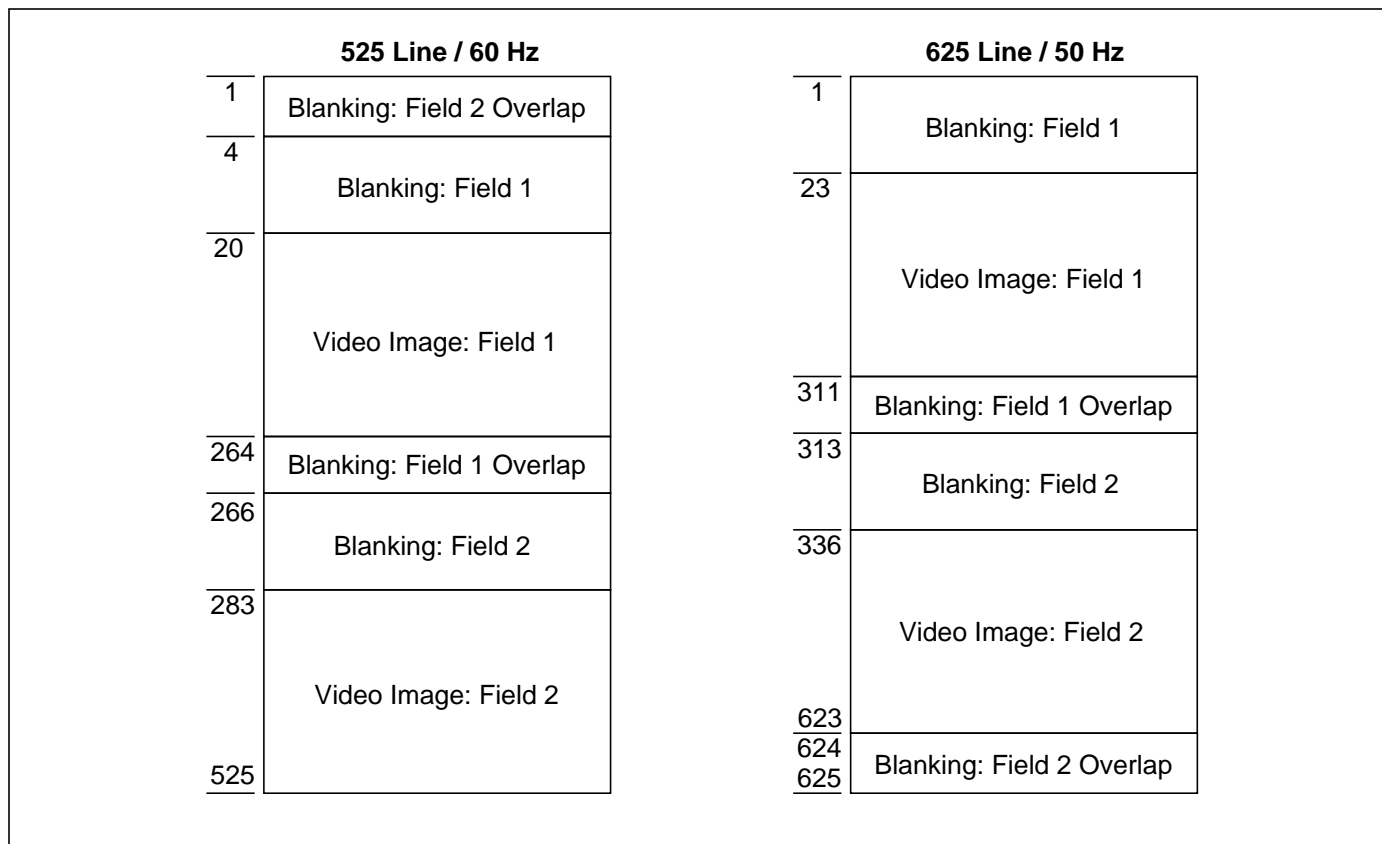 525 Line / 60 Hz
1
Blanking: Field 2 Overlap
4
Blanking: Field 1
20
Video Image: Field 1
264
Blanking: Field 1 Overlap
266
Blanking: Field 2
283
Video Image: Field 2
525
625 Line / 50 Hz
1
Blanking: Field 1
23
Video Image: Field 1
311
Blanking: Field 1 Overlap
313
Blanking: Field 2
336
Video Image: Field 2
623
624
Blanking: Field 2 Overlap
625